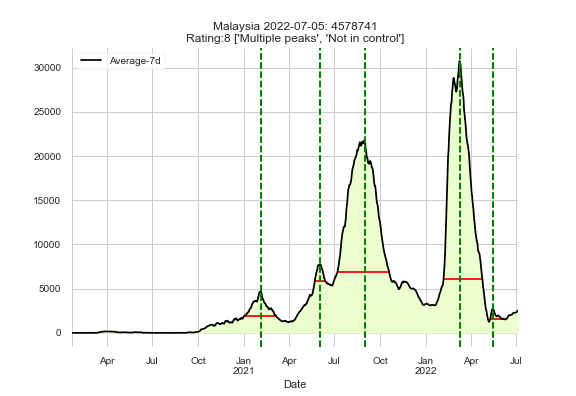 Malaysia 2022-07-05: 4578741
Rating:8 ['Multiple peaks', 'Not in control']
Average-7d
30000
25000
20000
15000
10000
5000
0
Apr Jul Oct Jan Apr Jul Oct Jan Apr Jul
2021 2022
Date